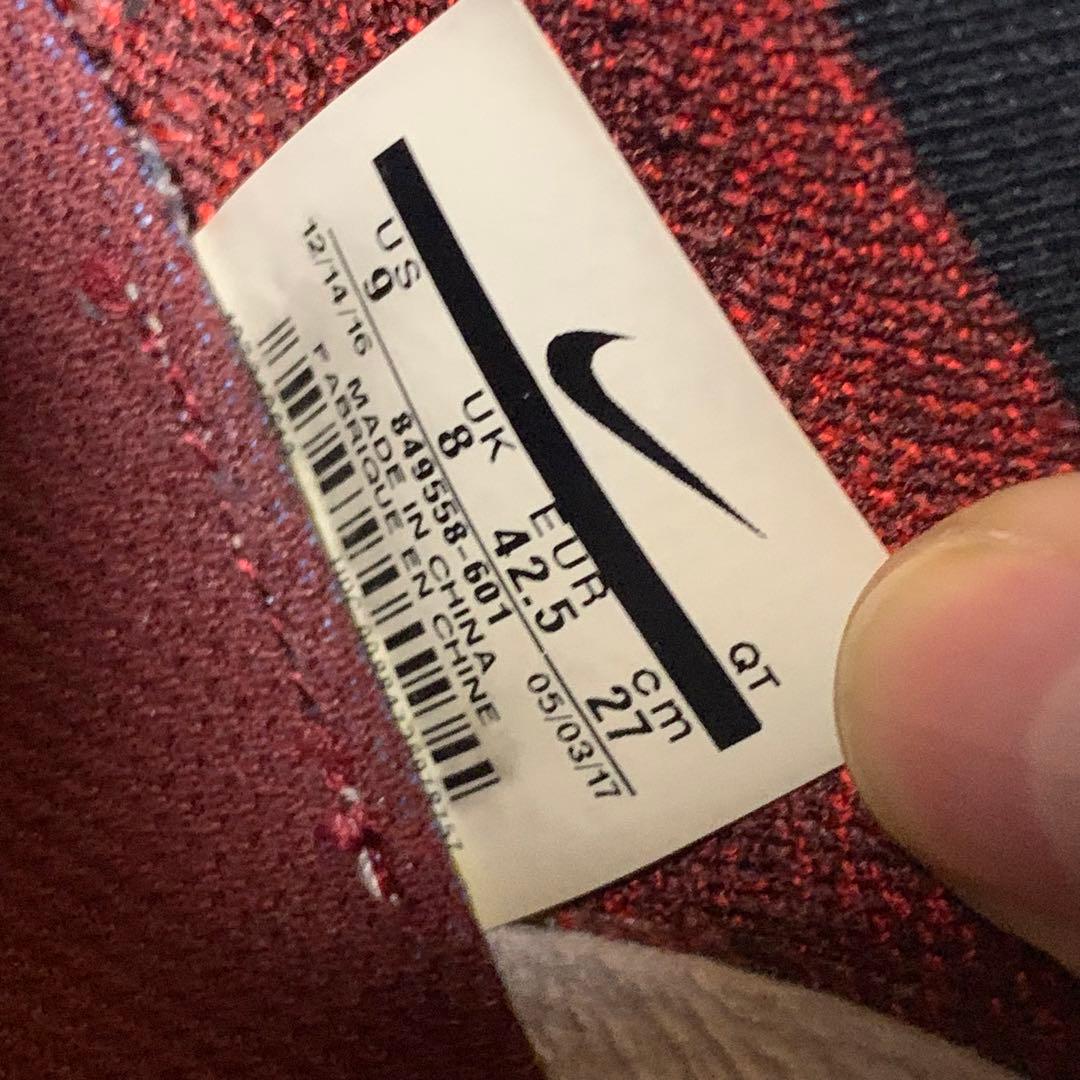 QT
US UK EUR cm
9 8 42.5 27
12/14/16 849558-601 05/03/17
MADE IN CHINA
FABRIQUE EN CHINE